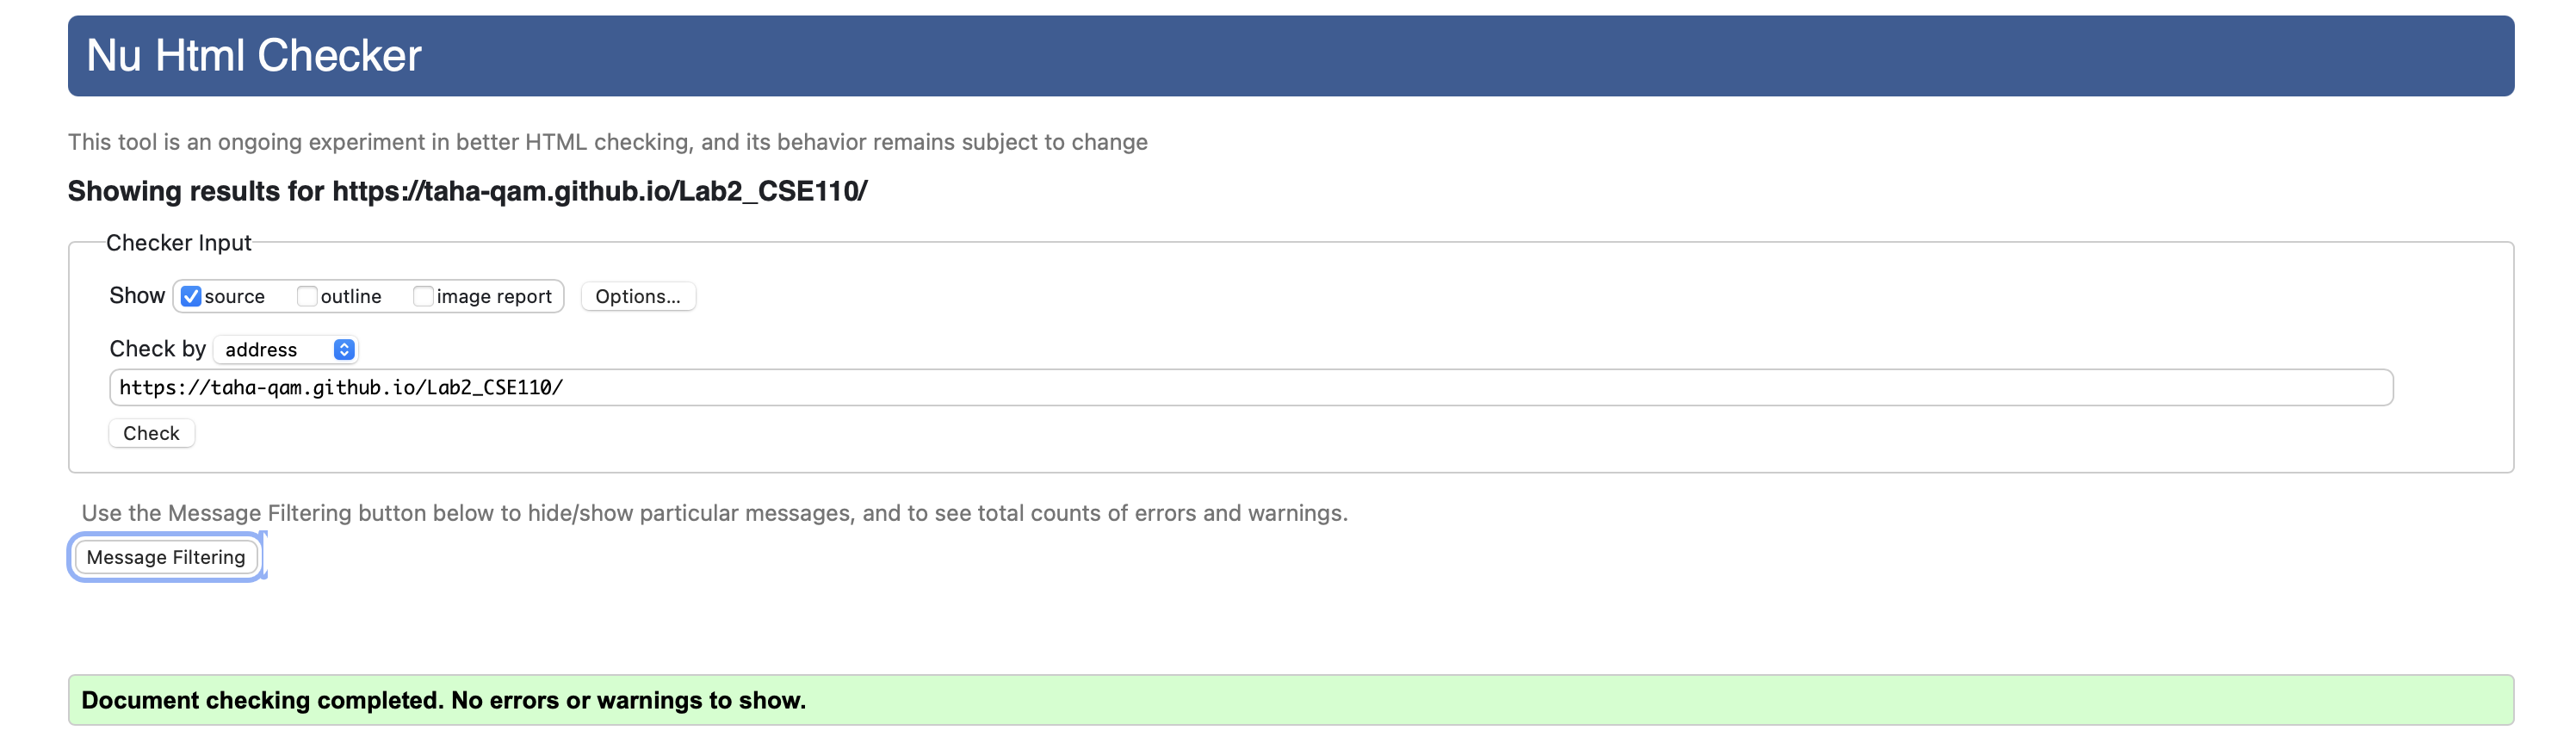 Nu Html Checker
This tool is an ongoing experiment in better HTML checking, and its behavior remains subject to change
Showing results for https://taha-qam.github.io/Lab2_CSE110/
Checker Input
Show source outline image report Options...
Check by address
https://taha-qam.github.io/Lab2_CSE110/
Check
Use the Message Filtering button below to hide/show particular messages, and to see total counts of errors and warnings.
Message Filtering
Document checking completed. No errors or warnings to show.